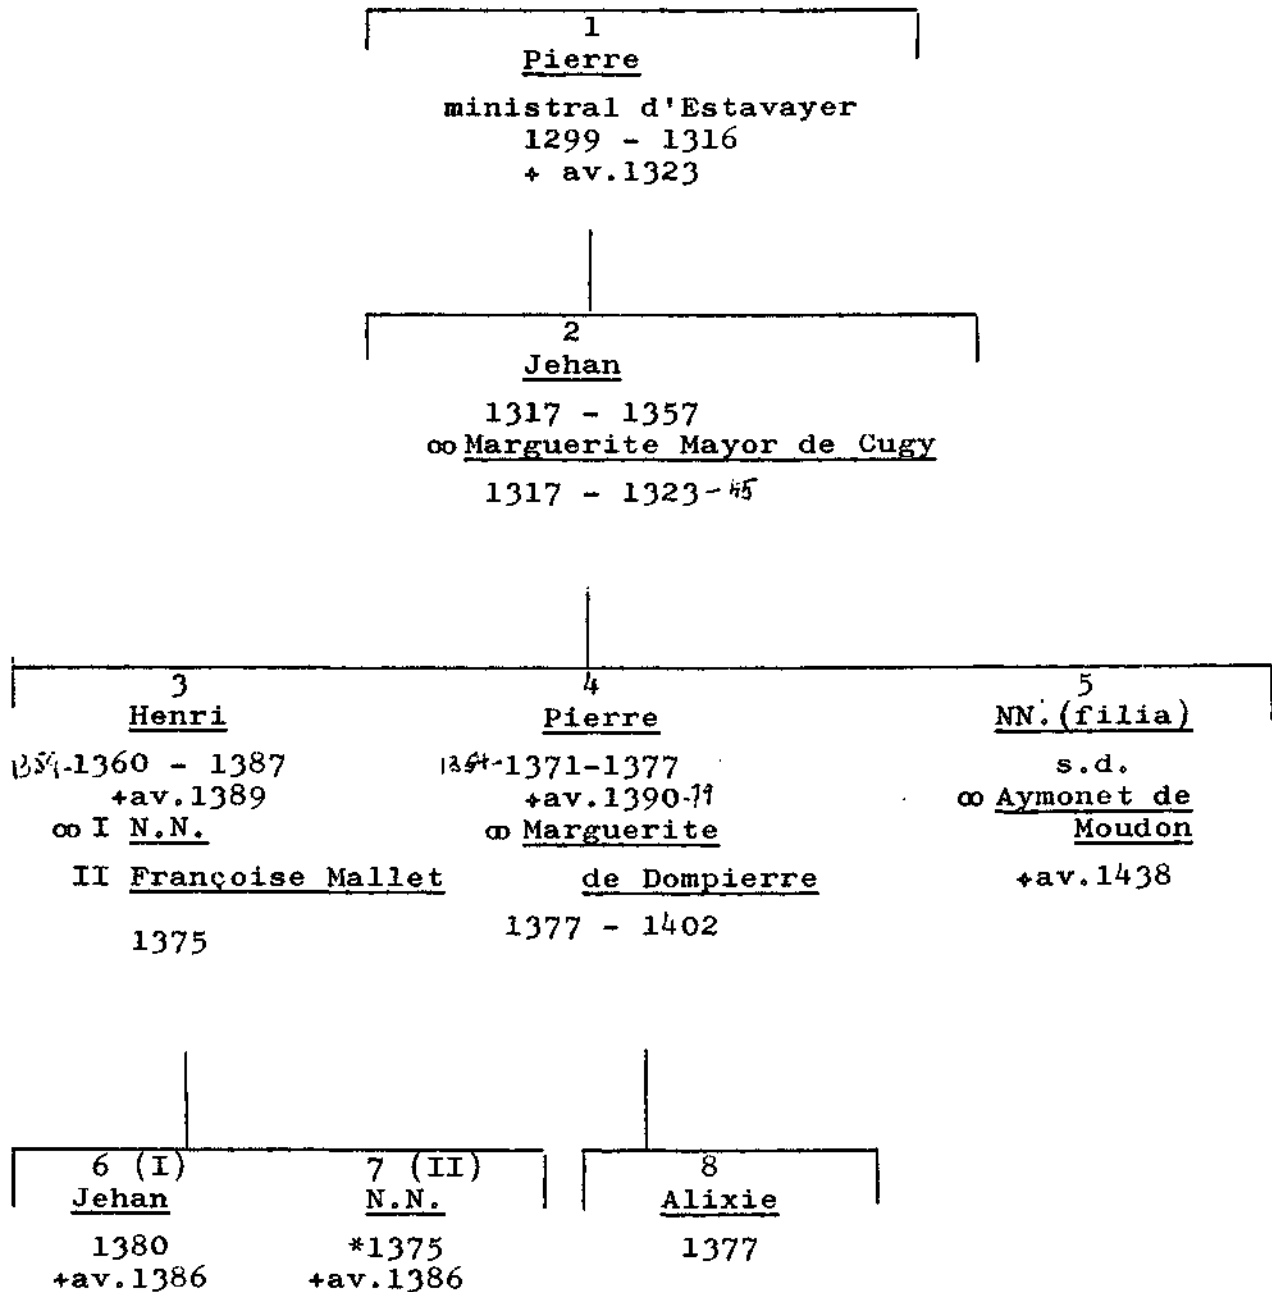 1
Pierre
ministral d'Estavayer
1299 - 1316
+ av.1323
2
Jehan
1317 - 1357
∞ Marguerite Mayor de Cugy
1317 - 1323-45
3
Henri
1360 - 1387
+av.1389
∞ I N.N.
II Françoise Mallet
1375
4
Pierre
1371-1377
+av.1390
∞ Marguerite
de Dompierre
1377 - 1402
5
NN.(filia)
s.d.
∞ Aymonet de
Moudon
+av.1438
6 (I)
Jehan
1380
+av.1386
7 (II)
N.N.
*1375
+av.1386
8
Alixie
1377